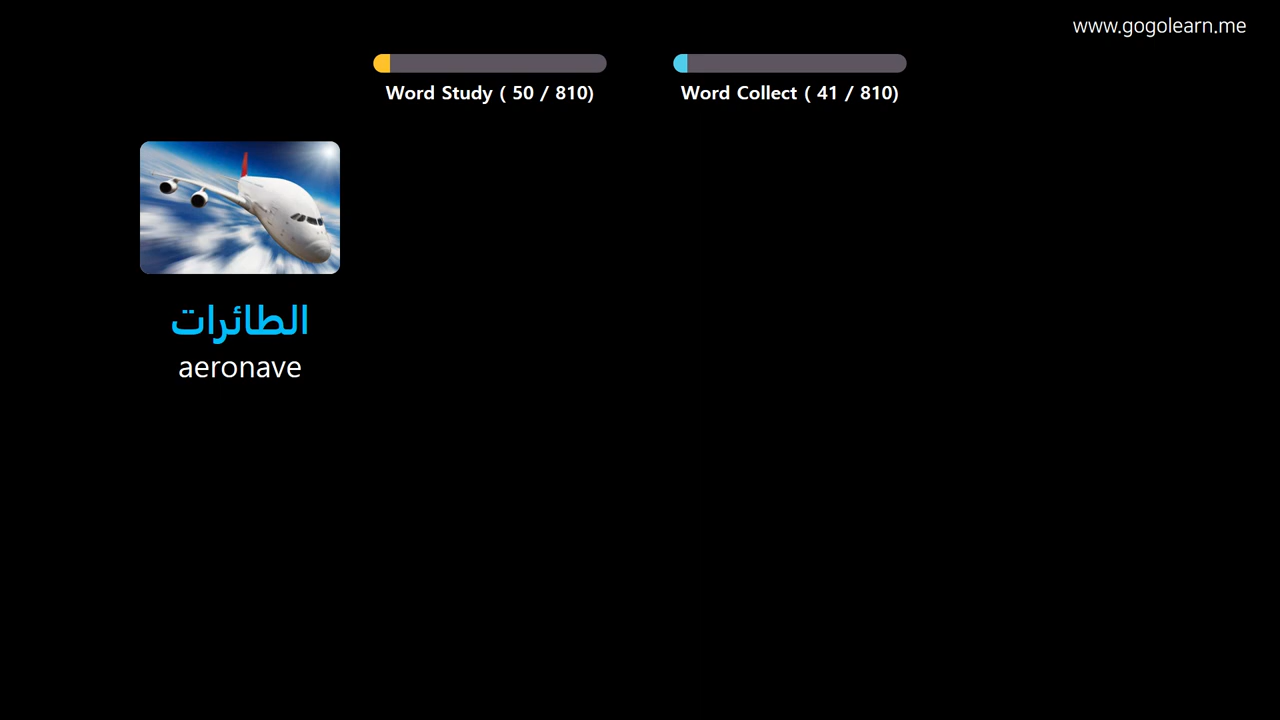 www.gogolearn.me
Word Study ( 50 / 810)
Word Collect ( 41 / 810)
الطائرات
aeronave